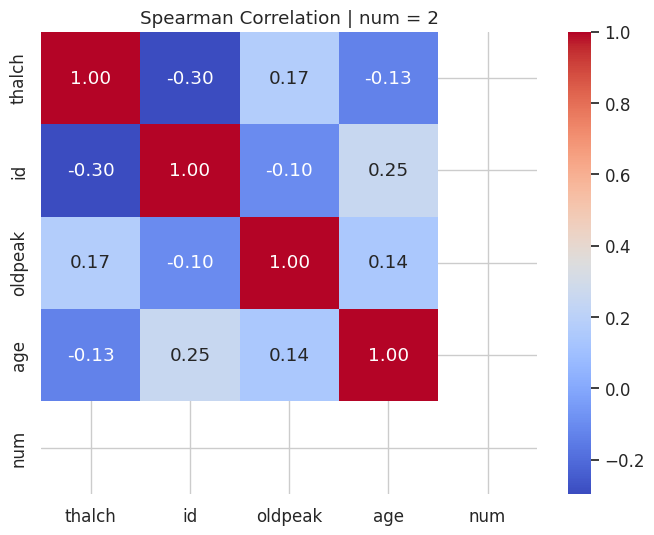 Spearman Correlation | num = 2
thalch 1.00 -0.30 0.17 -0.13
id -0.30 1.00 -0.10 0.25
oldpeak 0.17 -0.10 1.00 0.14
age -0.13 0.25 0.14 1.00
num
thalch id oldpeak age num
1.0
0.8
0.6
0.4
0.2
0.0
−0.2